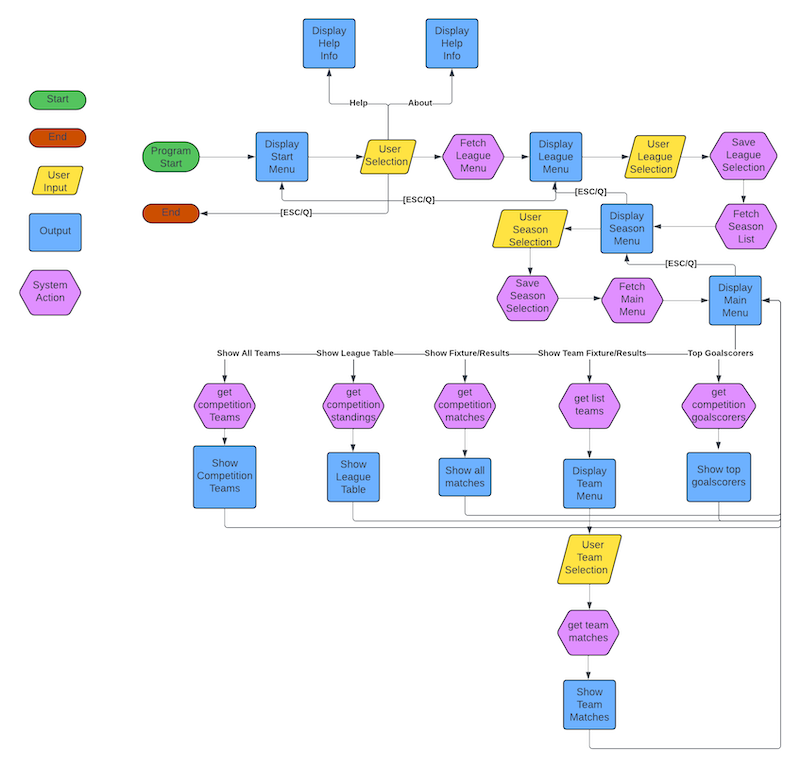 Display
Help
Info
Display
Help
Info
Start
Help
About
End
Program
Start
Display
Start
Menu
User
Selection
Fetch
League
Menu
Display
League
Menu
User
League
Selection
Save
League
Selection
User
Input
[ESC/Q]
[ESC/Q]
End
[ESC/Q]
Output
User
Season
Selection
Display
Season
Menu
Fetch
Season
List
[ESC/Q]
System
Action
Save
Season
Selection
Fetch
Main
Menu
Display
Main
Menu
Show All Teams
Show League Table
Show Fixture/Results
Show Team Fixture/Results
Top Goalscorers
get
competition
Teams
get
competition
standings
get
competition
matches
get list
teams
get
competition
goalscorers
Show
Competition
Teams
Show
League
Table
Show all
matches
Display
Team
Menu
Show top
goalscorers
User
Team
Selection
get team
matches
Show
Team
Matches